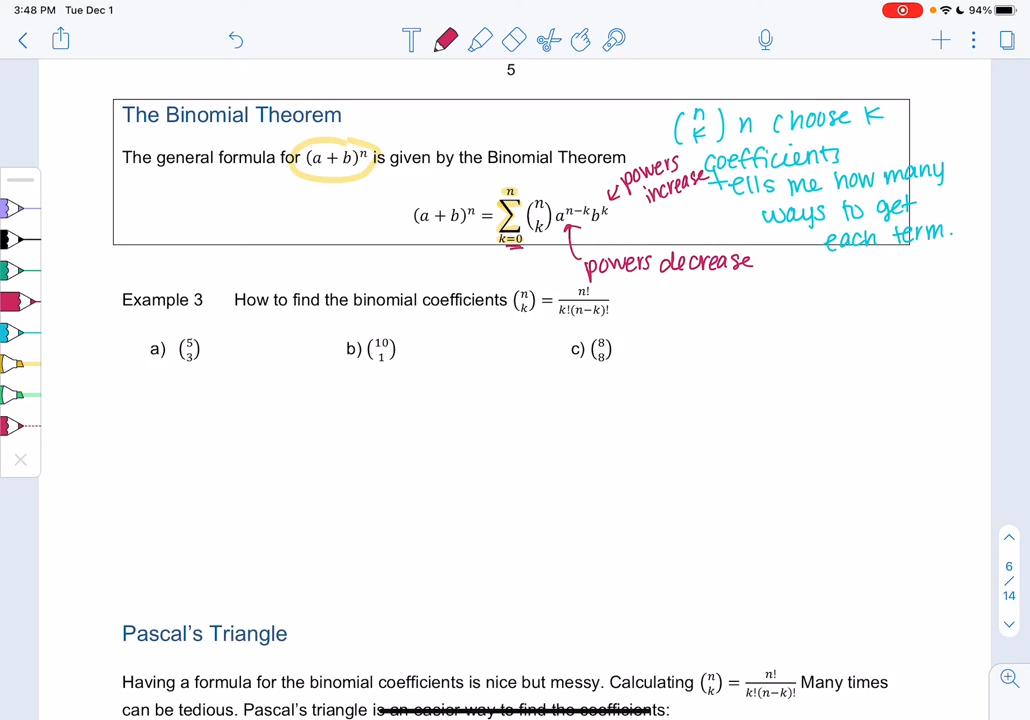 3:48 PM Tue Dec 1
94%
T
5
The Binomial Theorem
The general formula for (a + b)ⁿ is given by the Binomial Theorem
(a + b)ⁿ = ∑ₖ₌₀ⁿ (n k) aⁿ⁻ᵏbᵏ
(n k) n choose k
coefficients
tells me how many
ways to get
each term.
powers
increase
powers decrease
Example 3 How to find the binomial coefficients (n k) = n! / k!(n−k)!
a) (5 3) b) (10 1) c) (8 8)
6
/
14
Pascal's Triangle
Having a formula for the binomial coefficients is nice but messy. Calculating (n k) = n! / k!(n−k)! Many times
can be tedious. Pascal's triangle is an easier way to find the coefficients: